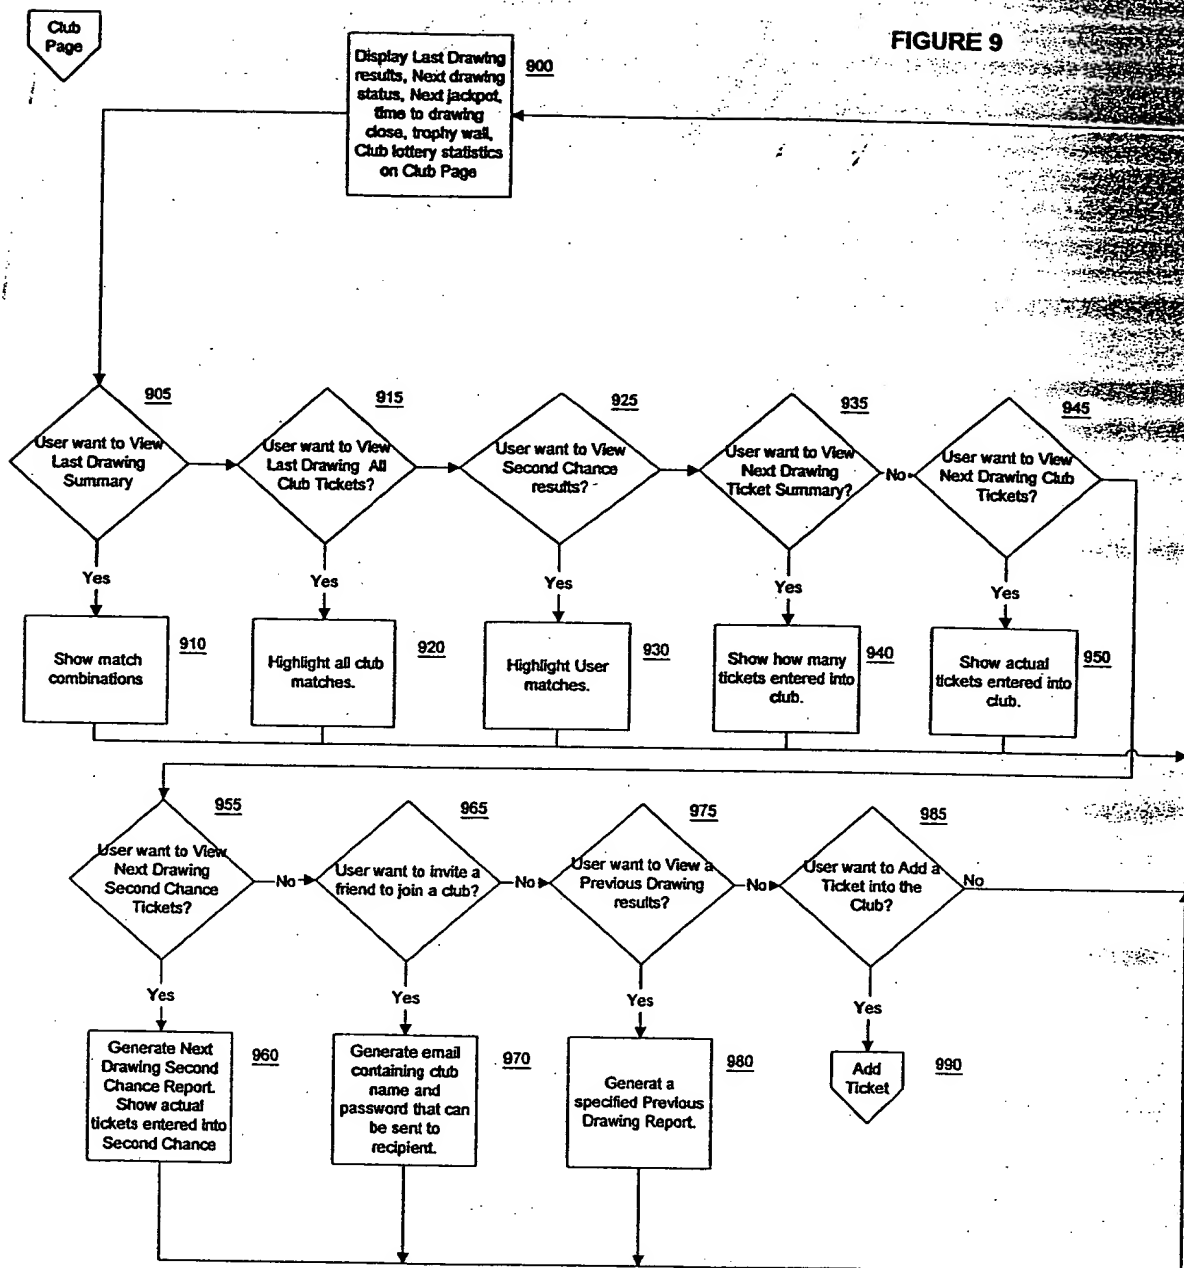 Club
Page
FIGURE 9
Display Last Drawing
results, Next drawing
status, Next jackpot,
time to drawing
close, trophy wall,
Club lottery statistics
on Club Page
900
905
User want to View
Last Drawing
Summary
915
User want to View
Last Drawing All
Club Tickets?
925
User want to View
Second Chance
results?
935
User want to View
Next Drawing
Ticket Summary?
No
945
User want to View
Next Drawing Club
Tickets?
Yes
Yes
Yes
Yes
Yes
Show match
combinations
910
Highlight all club
matches.
920
Highlight User
matches.
930
Show how many
tickets entered into
club.
940
Show actual
tickets entered into
club.
950
955
User want to View
Next Drawing
Second Chance
Tickets?
No
965
User want to invite a
friend to join a club?
No
975
User want to View a
Previous Drawing
results?
No
985
User want to Add a
Ticket into the
Club?
No
Yes
Yes
Yes
Yes
Generate Next
Drawing Second
Chance Report.
Show actual
tickets entered into
Second Chance
960
Generate email
containing club
name and
password that can
be sent to
recipient.
970
Generat a
specified Previous
Drawing Report.
980
Add
Ticket
990